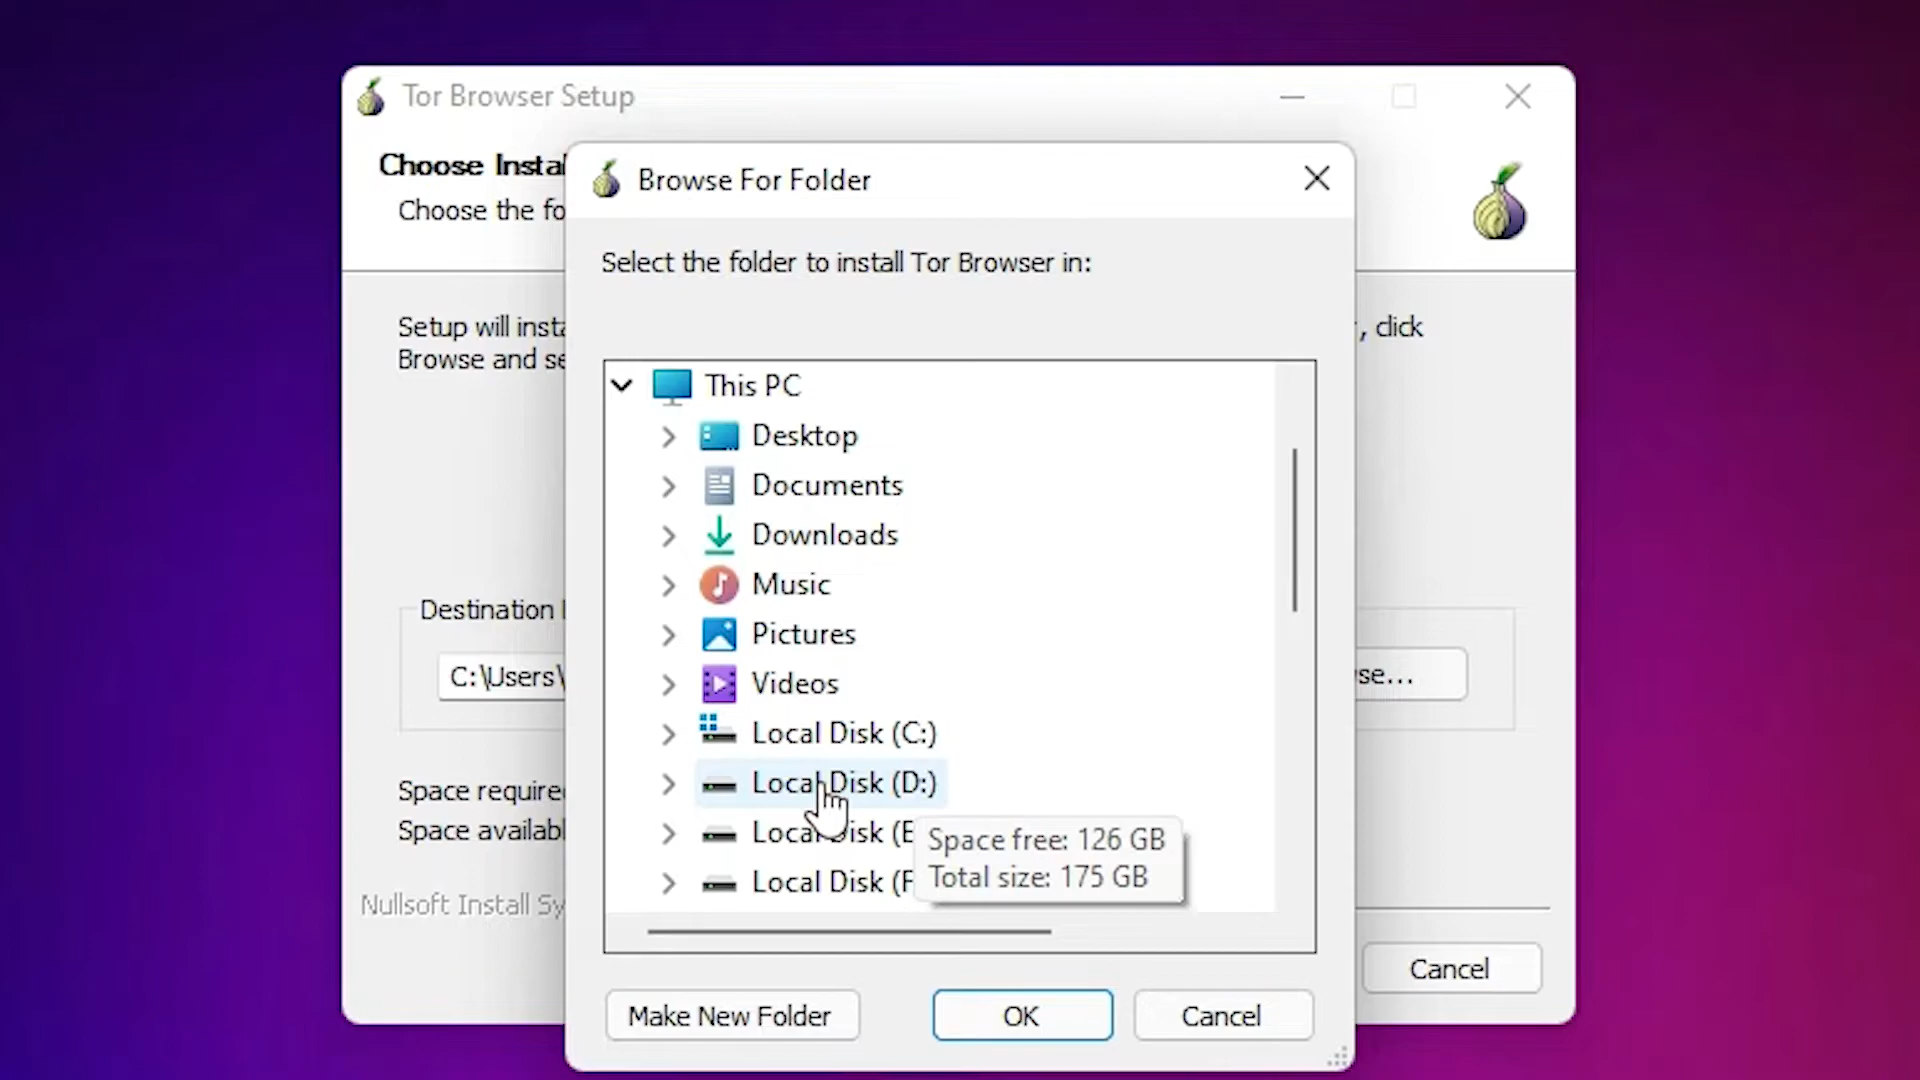 Tor Browser Setup
Choose Instal
Choose the fo
Browse For Folder
Select the folder to install Tor Browser in:
Setup will insta
, click
Browse and se
This PC
Desktop
Documents
Downloads
Music
Pictures
Videos
Local Disk (C:)
Local Disk (D:)
Local Disk (E
Local Disk (F
Space free: 126 GB
Total size: 175 GB
Destination
C:\Users\
se...
Space require
Space availabl
Nullsoft Install Sy
Cancel
Make New Folder
OK
Cancel